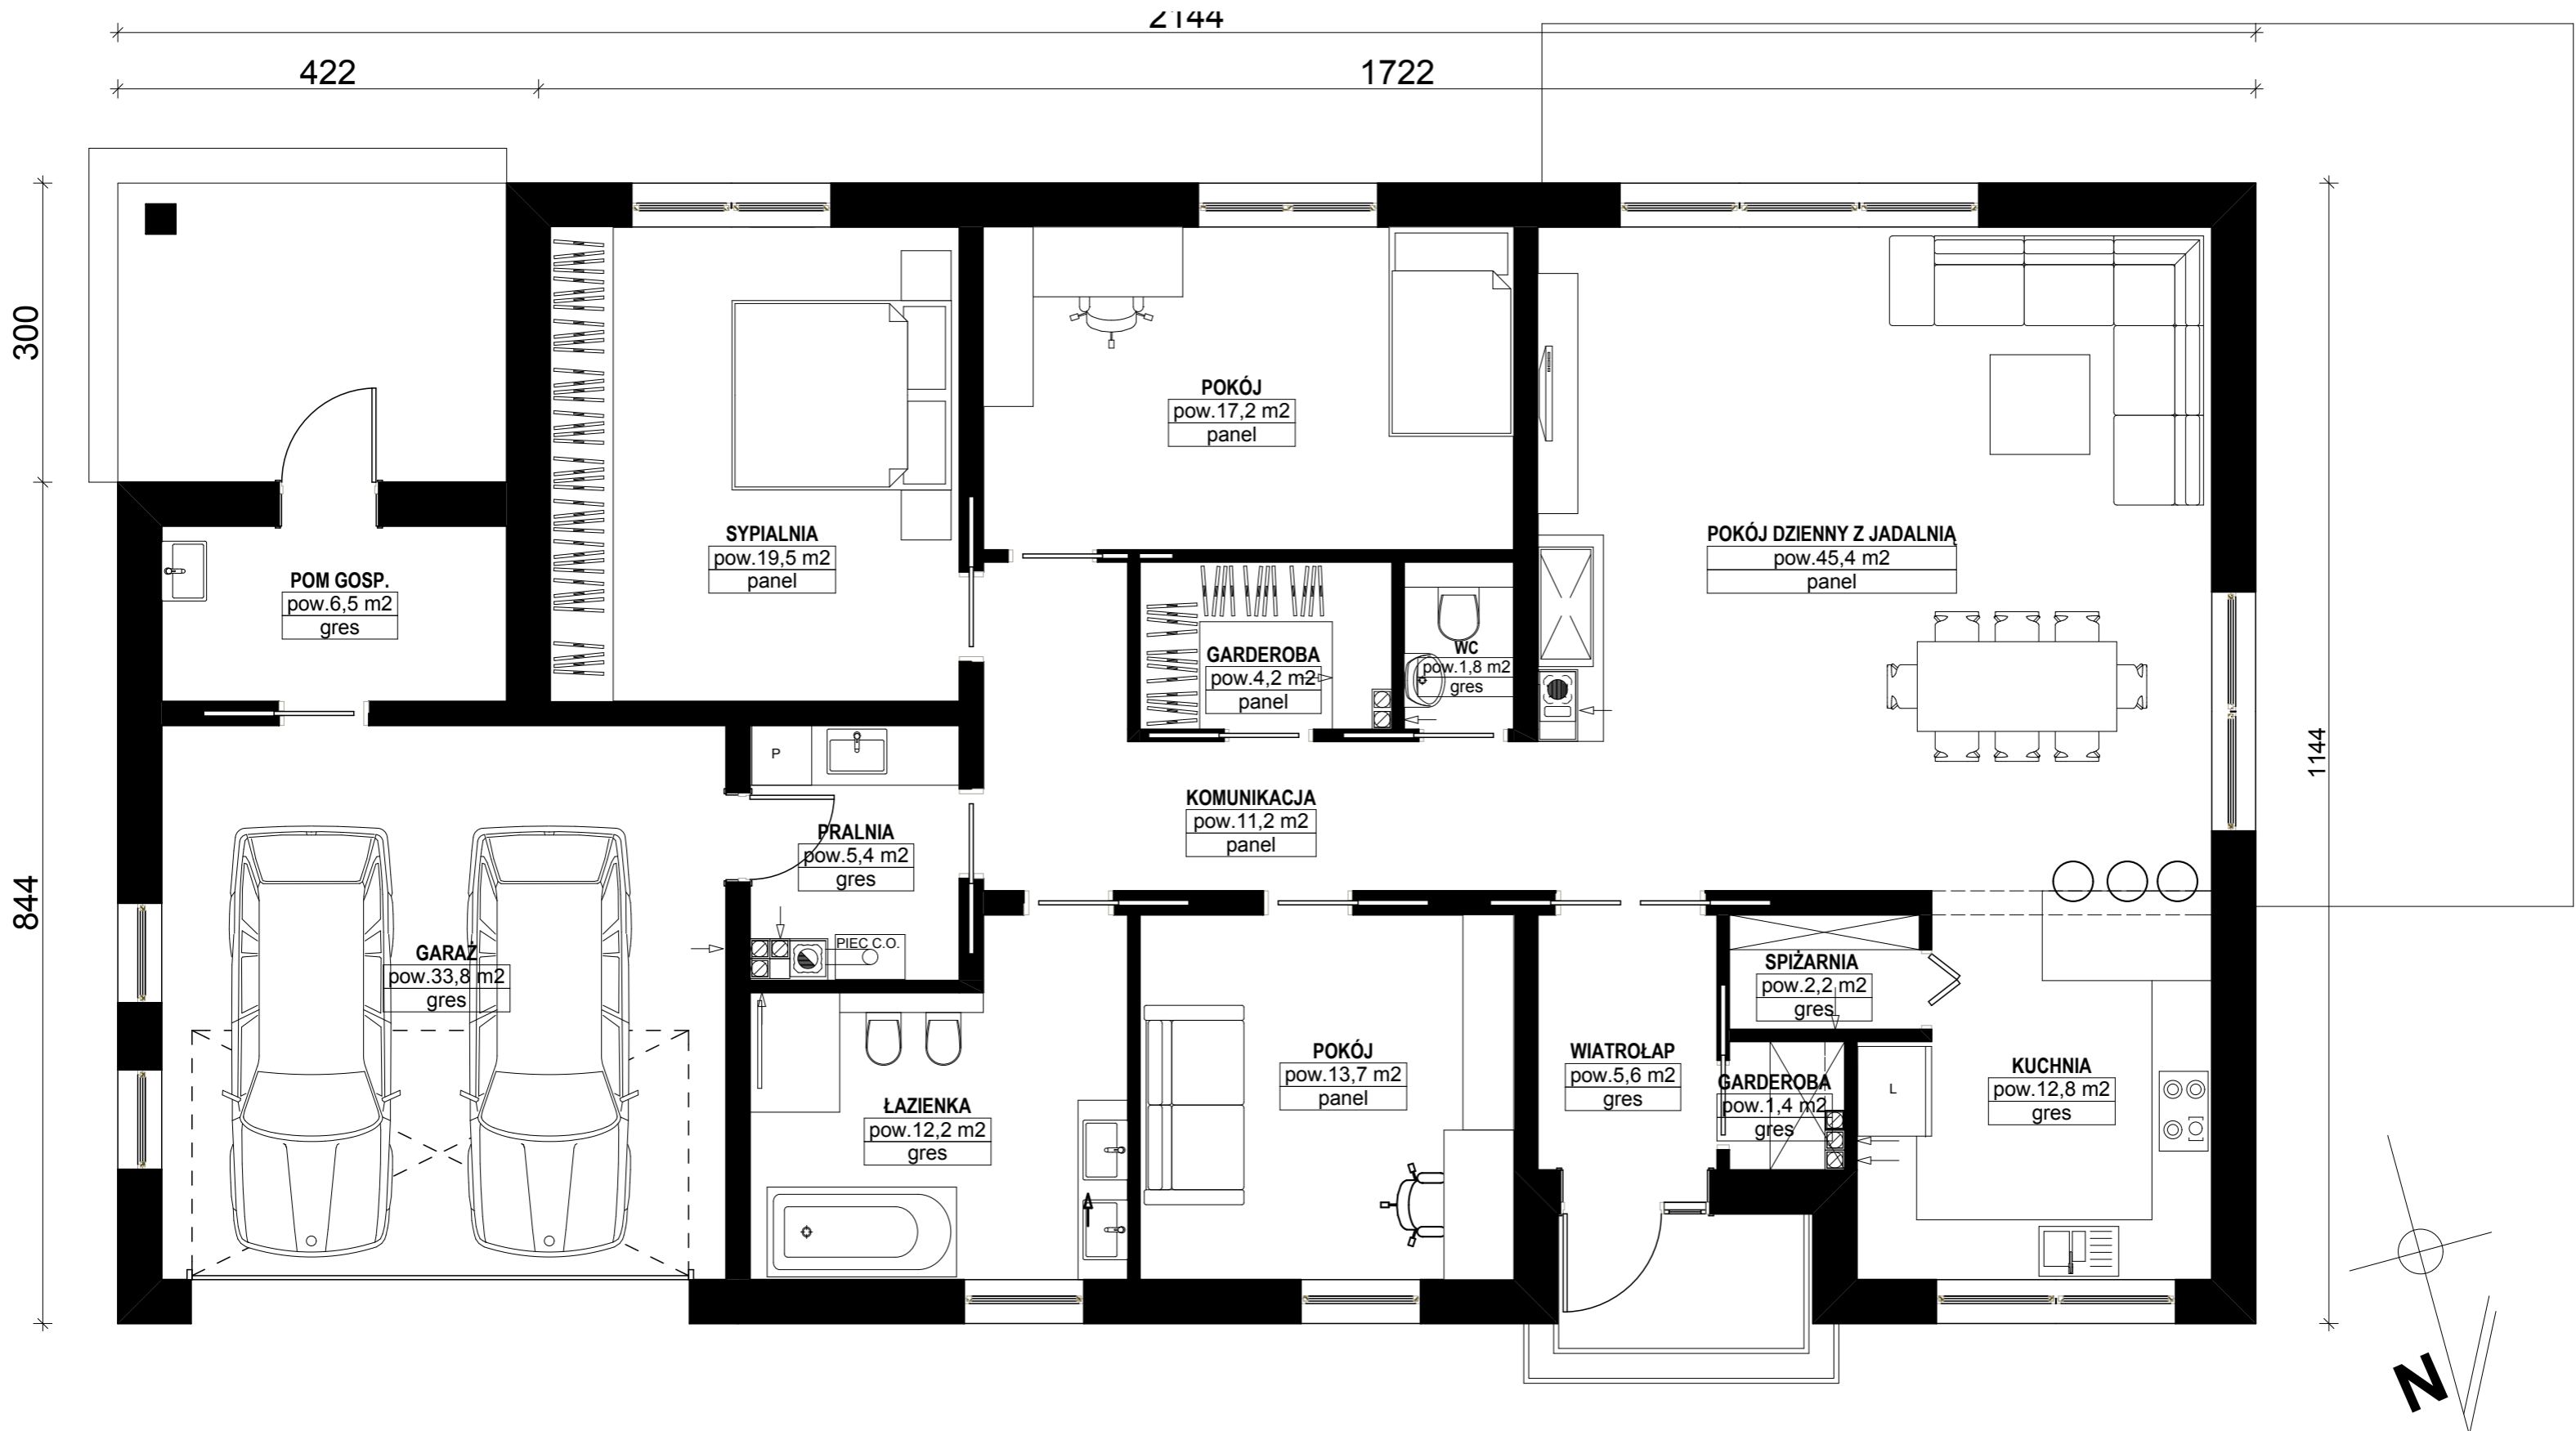 2144
422
1722
300
844
1144
POKÓJ
pow.17,2 m2
panel
SYPIALNIA
pow.19,5 m2
panel
POKÓJ DZIENNY Z JADALNIĄ
pow.45,4 m2
panel
POM GOSP.
pow.6,5 m2
gres
GARDEROBA
pow.4,2 m2
panel
WC
pow.1,8 m2
gres
P
KOMUNIKACJA
pow.11,2 m2
panel
PRALNIA
pow.5,4 m2
gres
PIEC C.O.
GARAŻ
pow.33,8 m2
gres
SPIŻARNIA
pow.2,2 m2
gres
POKÓJ
pow.13,7 m2
panel
WIATROŁAP
pow.5,6 m2
gres
GARDEROBA
pow.1,4 m2
gres
L
KUCHNIA
pow.12,8 m2
gres
ŁAZIENKA
pow.12,2 m2
gres
N